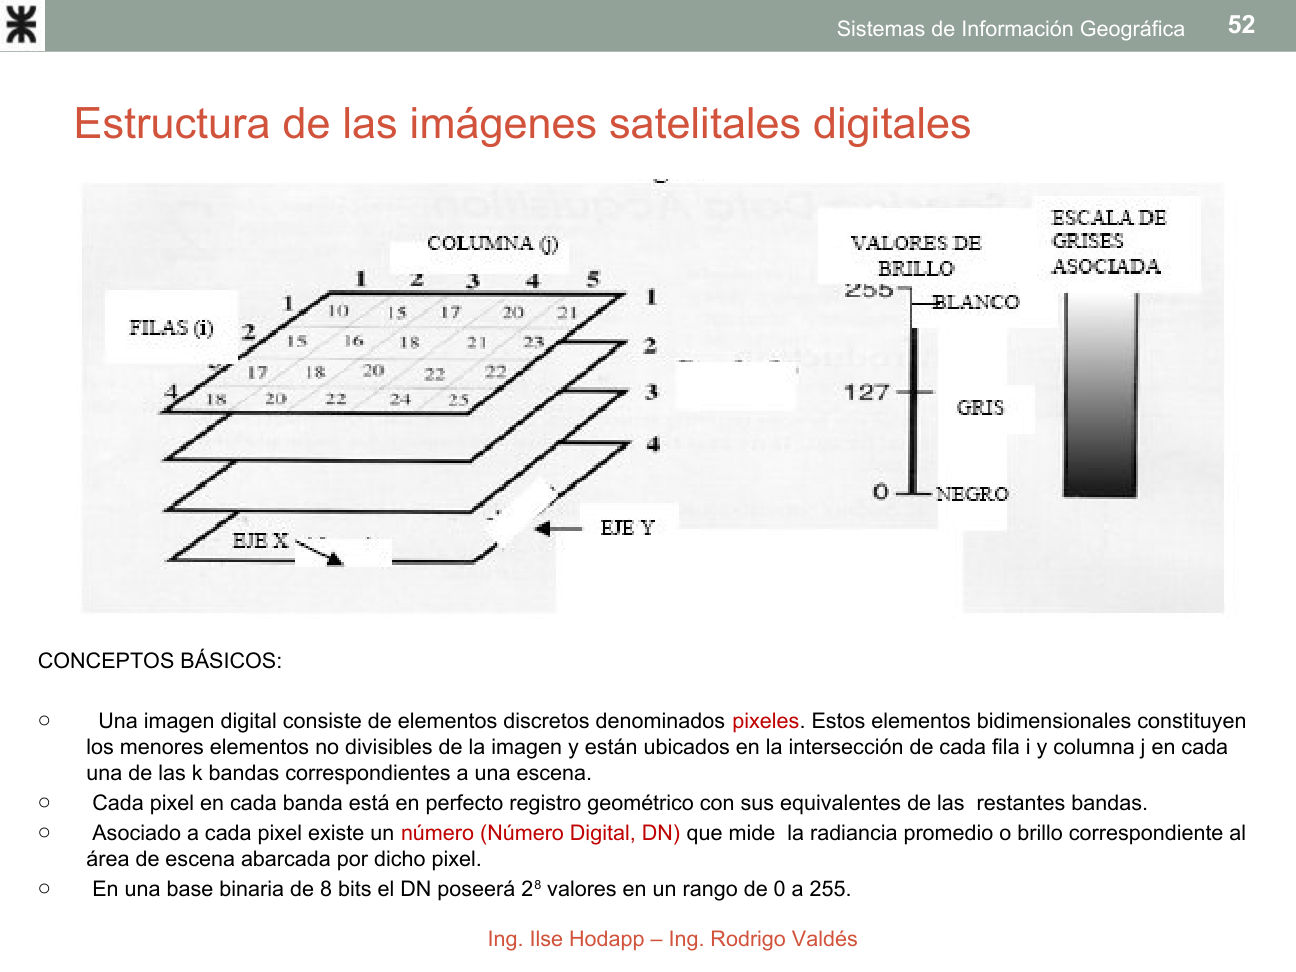 Sistemas de Información Geográfica 52
Estructura de las imágenes satelitales digitales
COLUMNA (j)
1 2 3 4 5
FILAS (i)
1 10 15 17 20 21 1
2 15 16 18 21 23 2
17 18 20 22 22 3
4 18 20 22 24 25
4
EJE X
EJE Y
VALORES DE
BRILLO
255 BLANCO
127 GRIS
0 NEGRO
ESCALA DE
GRISES
ASOCIADA
CONCEPTOS BÁSICOS:
○ Una imagen digital consiste de elementos discretos denominados pixeles. Estos elementos bidimensionales constituyen
los menores elementos no divisibles de la imagen y están ubicados en la intersección de cada fila i y columna j en cada
una de las k bandas correspondientes a una escena.
○ Cada pixel en cada banda está en perfecto registro geométrico con sus equivalentes de las restantes bandas.
○ Asociado a cada pixel existe un número (Número Digital, DN) que mide la radiancia promedio o brillo correspondiente al
área de escena abarcada por dicho pixel.
○ En una base binaria de 8 bits el DN poseerá 2⁸ valores en un rango de 0 a 255.
Ing. Ilse Hodapp – Ing. Rodrigo Valdés